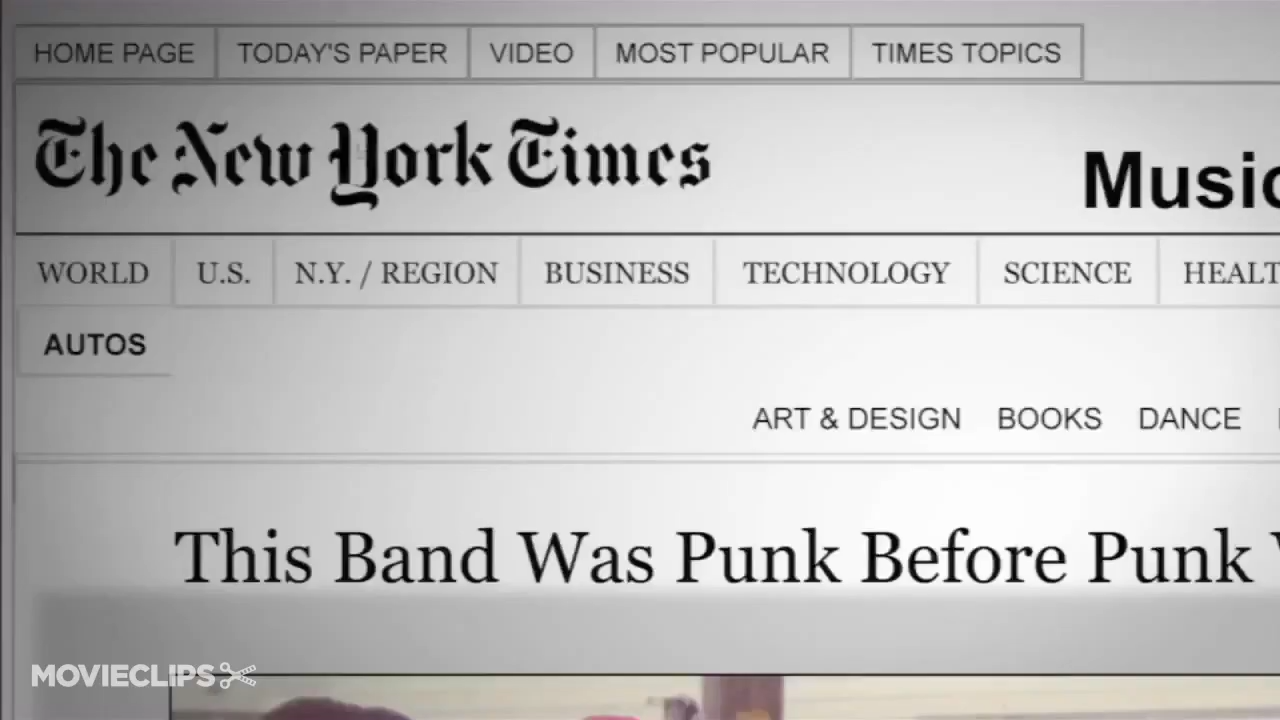 HOME PAGE TODAY'S PAPER VIDEO MOST POPULAR TIMES TOPICS
The New York Times
Music
WORLD U.S. N.Y. / REGION BUSINESS TECHNOLOGY SCIENCE HEALT
AUTOS
ART & DESIGN BOOKS DANCE
This Band Was Punk Before Punk
MOVIECLIPS